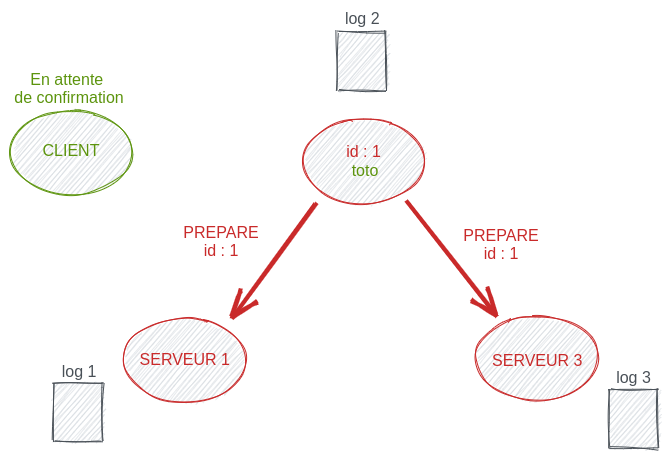 log 2
En attente
de confirmation
CLIENT
id : 1
toto
PREPARE
id : 1
PREPARE
id : 1
SERVEUR 1
SERVEUR 3
log 1
log 3